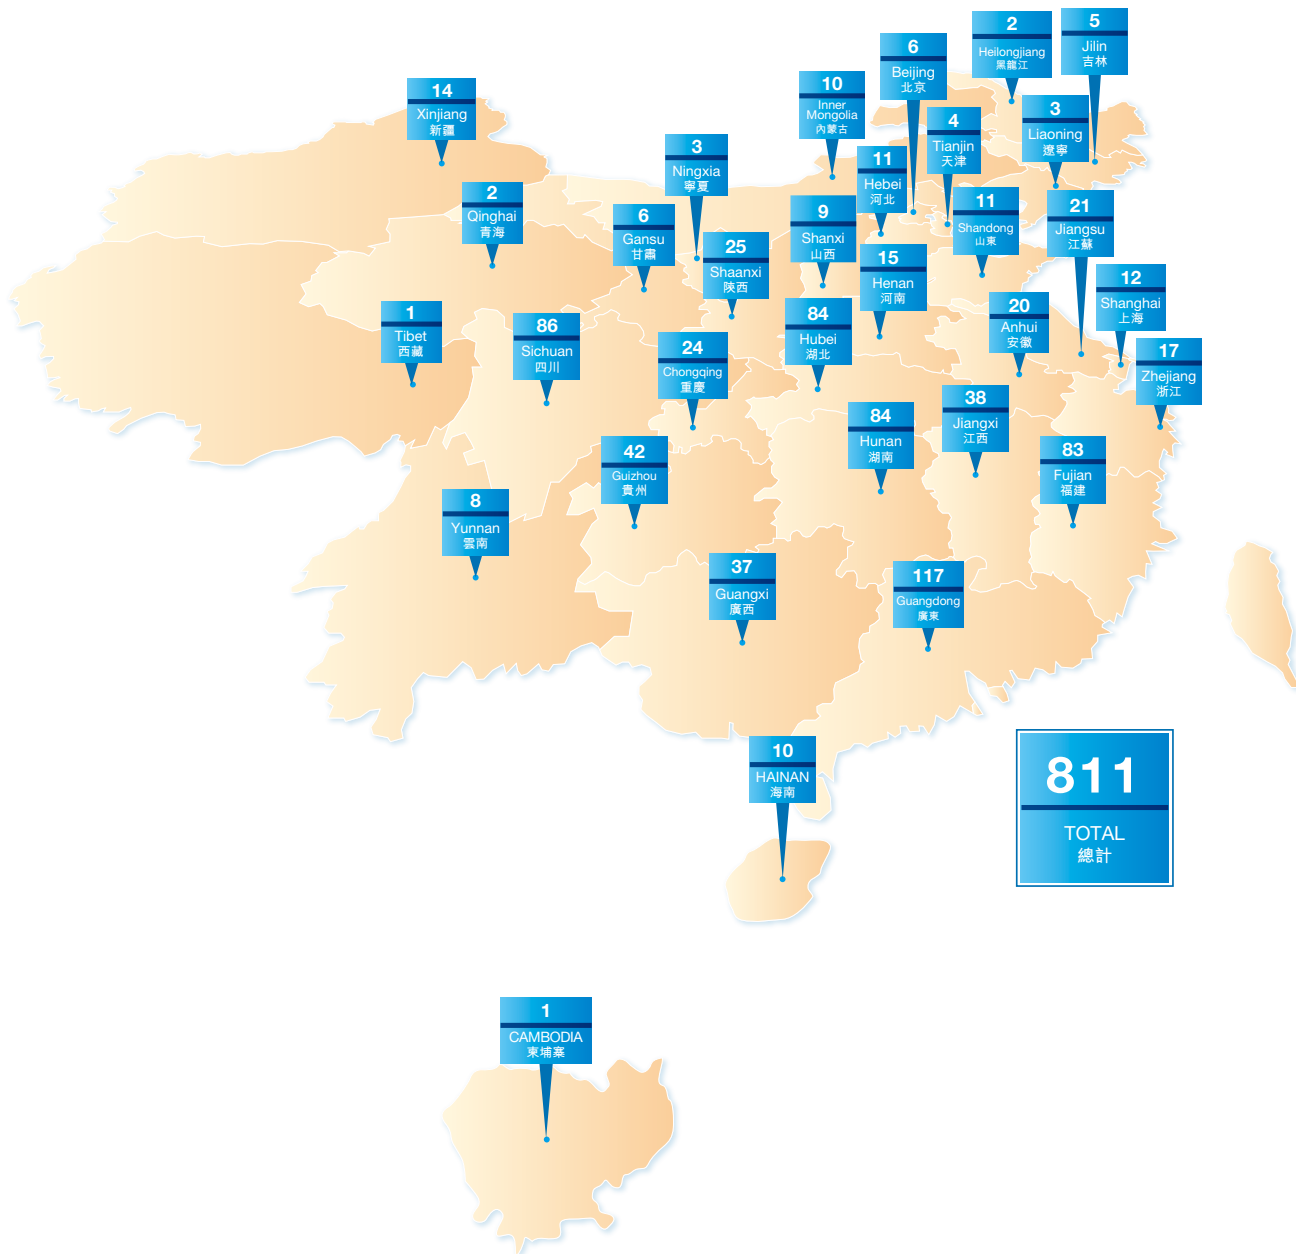 2
Heilongjiang
黑龍江
5
Jilin
吉林
6
Beijing
北京
10
Inner
Mongolia
內蒙古
14
Xinjiang
新疆
3
Liaoning
遼寧
4
Tianjin
天津
3
Ningxia
寧夏
11
Hebei
河北
2
Qinghai
青海
11
Shandong
山東
21
Jiangsu
江蘇
9
Shanxi
山西
6
Gansu
甘肅
25
Shaanxi
陝西
15
Henan
河南
12
Shanghai
上海
20
Anhui
安徽
84
Hubei
湖北
1
Tibet
西藏
86
Sichuan
四川
24
Chongqing
重慶
17
Zhejiang
浙江
38
Jiangxi
江西
84
Hunan
湖南
42
Guizhou
貴州
83
Fujian
福建
8
Yunnan
雲南
37
Guangxi
廣西
117
Guangdong
廣東
10
HAINAN
海南
811
TOTAL
總計
1
CAMBODIA
柬埔寨